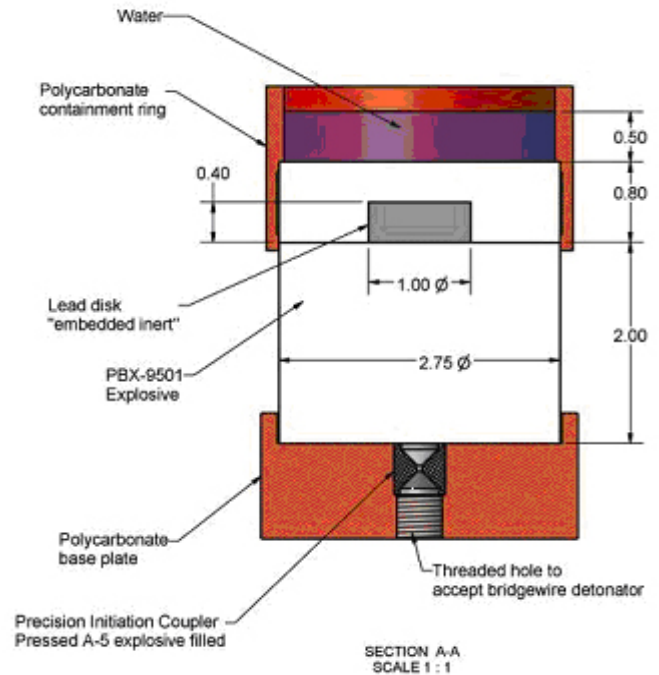 Water
Polycarbonate
containment ring
0.50
0.40
0.80
1.00 Ø
Lead disk
"embedded inert"
2.00
2.75 Ø
PBX-9501
Explosive
Polycarbonate
base plate
Threaded hole to
accept bridgewire detonator
Precision Initiation Coupler
Pressed A-5 explosive filled
SECTION A-A
SCALE 1 : 1